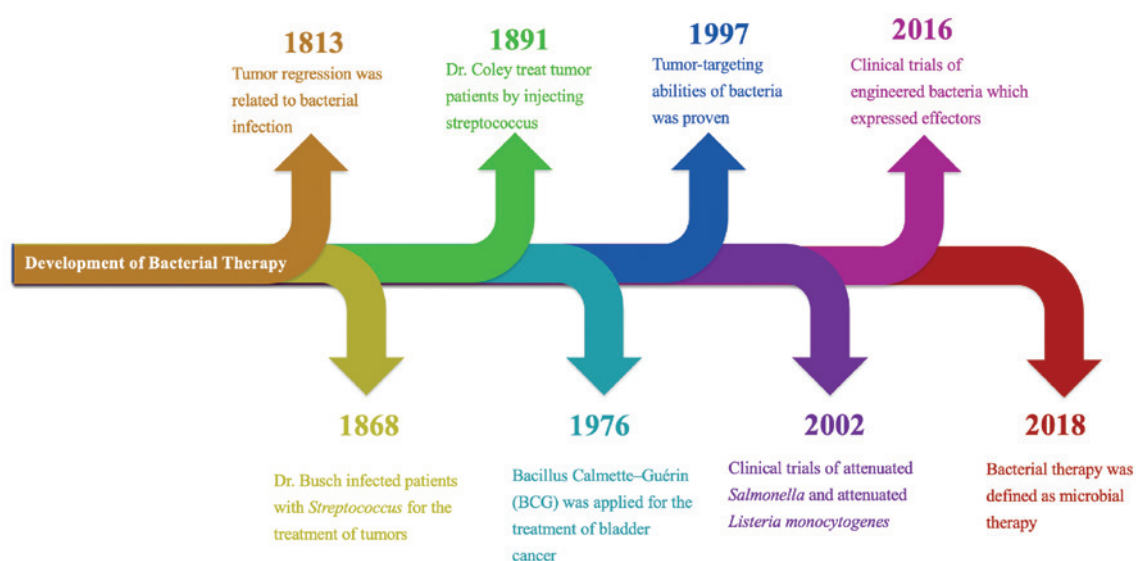 1813
Tumor regression was
related to bacterial
infection
1891
Dr. Coley treat tumor
patients by injecting
streptococcus
1997
Tumor-targeting
abilities of bacteria
was proven
2016
Clinical trials of
engineered bacteria which
expressed effectors
Development of Bacterial Therapy
1868
Dr. Busch infected patients
with Streptococcus for the
treatment of tumors
1976
Bacillus Calmette–Guérin
(BCG) was applied for the
treatment of bladder
cancer
2002
Clinical trials of attenuated
Salmonella and attenuated
Listeria monocytogenes
2018
Bacterial therapy was
defined as microbial
therapy